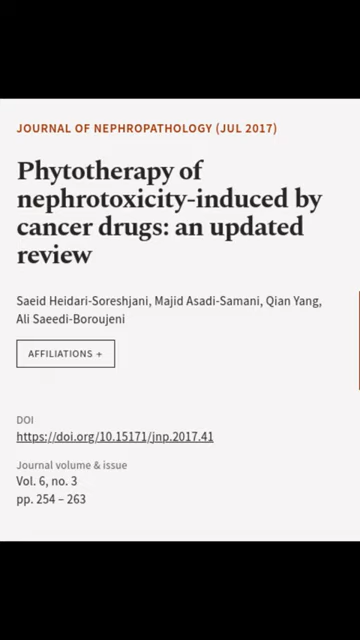 JOURNAL OF NEPHROPATHOLOGY (JUL 2017)
Phytotherapy of
nephrotoxicity-induced by
cancer drugs: an updated
review
Saeid Heidari-Soreshjani, Majid Asadi-Samani, Qian Yang,
Ali Saeedi-Boroujeni
AFFILIATIONS +
DOI
https://doi.org/10.15171/jnp.2017.41
Journal volume & issue
Vol. 6, no. 3
pp. 254 – 263